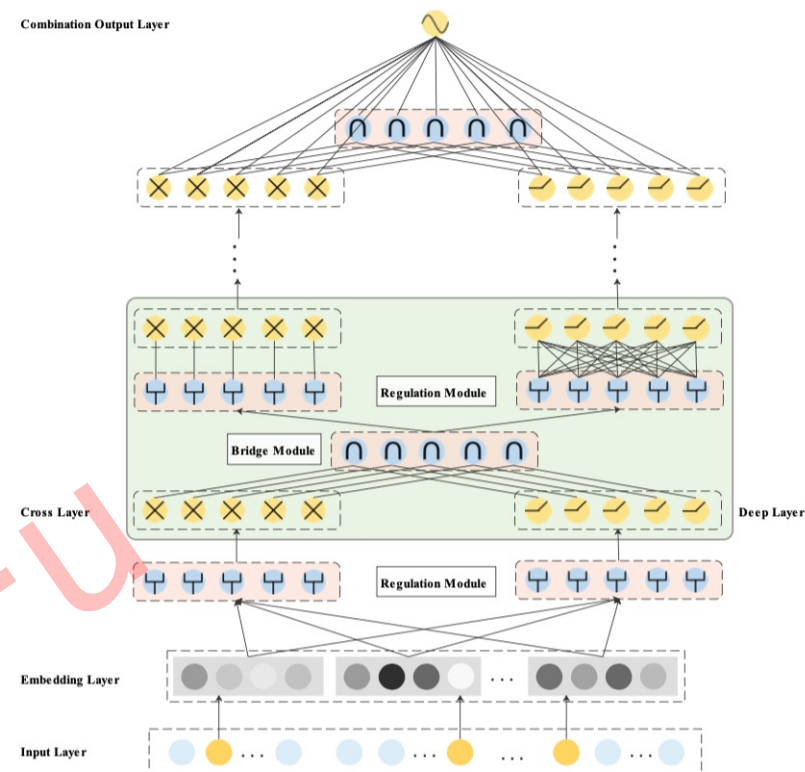 Combination Output Layer
Regulation Module
Bridge Module
Cross Layer
Deep Layer
Regulation Module
Embedding Layer
Input Layer